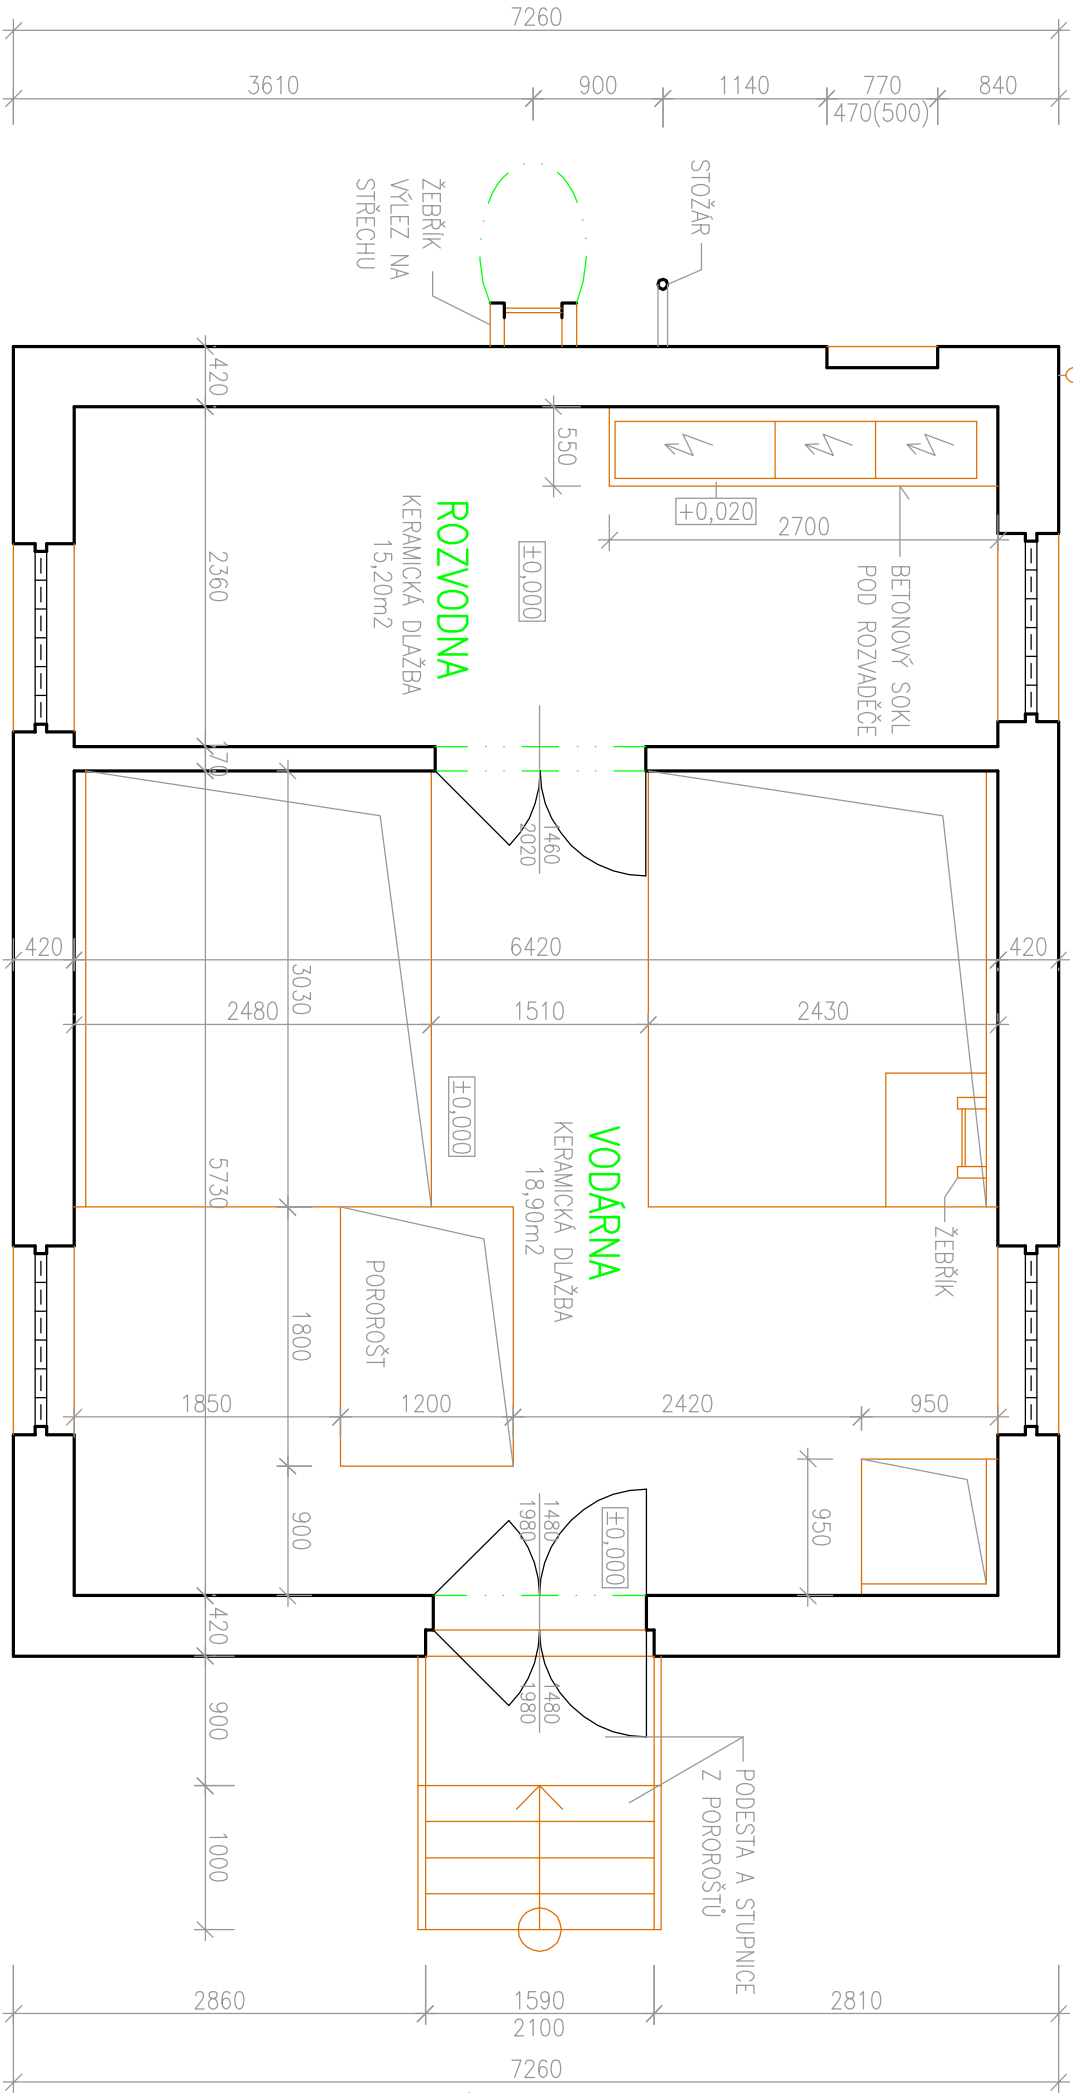 7260
3610
900
1140
770
840
470(500)
STOŽÁR
ŽEBŘÍK
VÝLEZ NA
STŘECHU
420
550
+0,020
2700
ROZVODNA
KERAMICKÁ DLAŽBA
15,20m2
±0,000
BETONOVÝ SOKL
POD ROZVADĚČE
2360
170
1460
2020
420
6420
420
3030
2480
1510
2430
±0,000
VODÁRNA
KERAMICKÁ DLAŽBA
18,90m2
5730
ŽEBŘÍK
POROROŠT
1800
1850
1200
2420
950
900
1480
1980
±0,000
950
420
1480
1980
900
PODESTA A STUPNICE
Z POROROŠTŮ
1000
2860
1590
2810
2100
7260